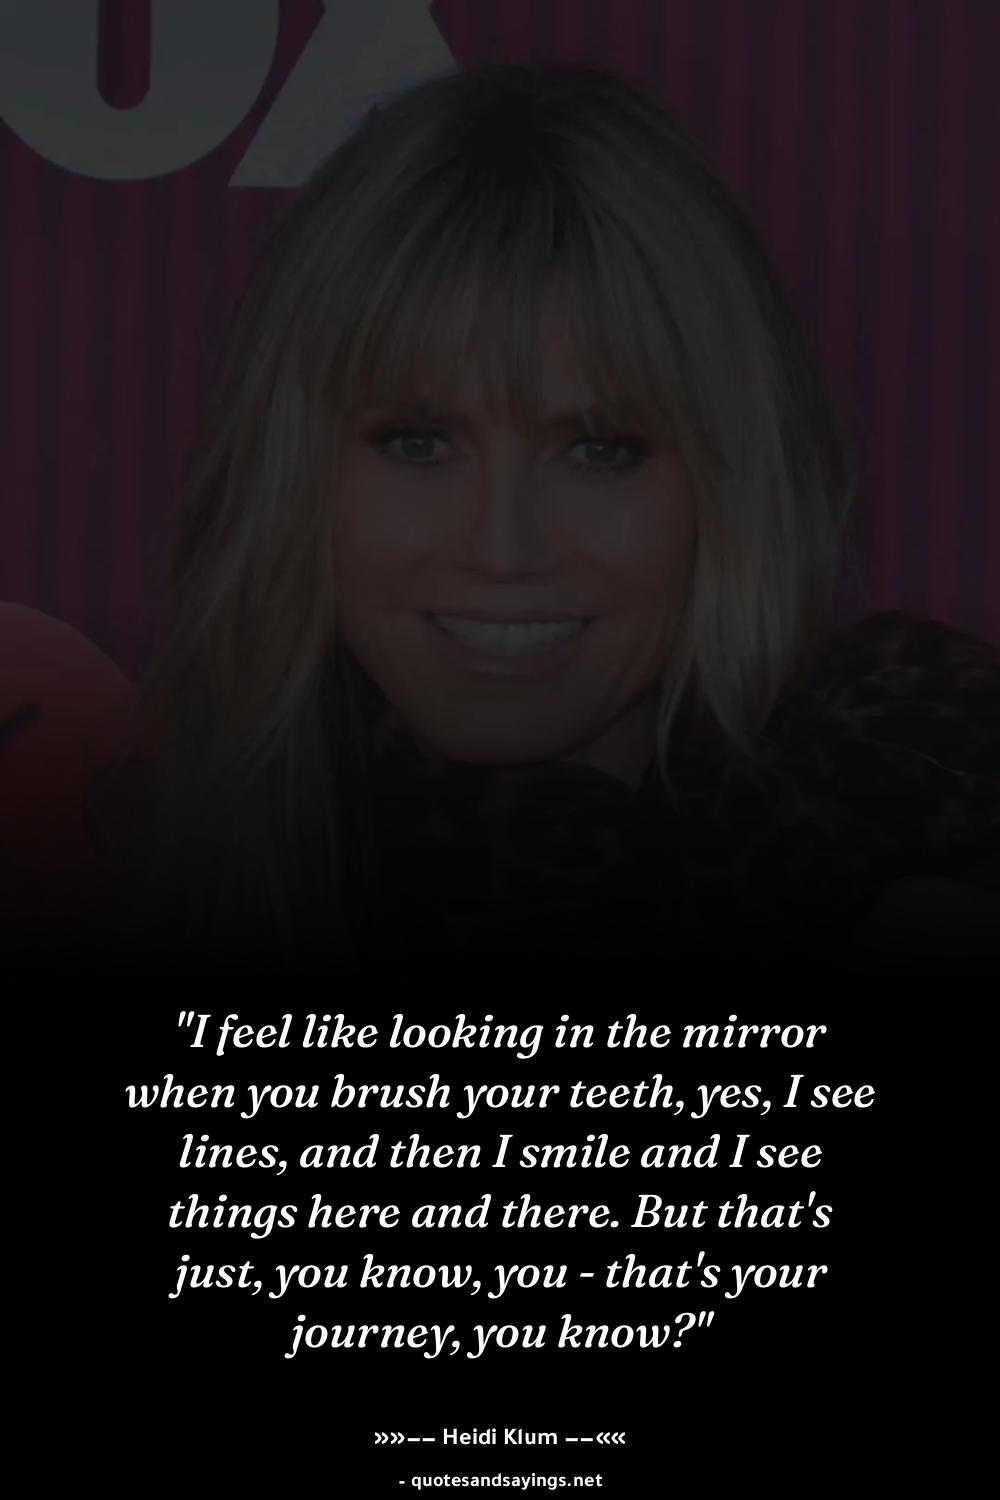 "I feel like looking in the mirror
when you brush your teeth, yes, I see
lines, and then I smile and I see
things here and there. But that's
just, you know, you - that's your
journey, you know?"
»»–– Heidi Klum ––««
- quotesandsayings.net